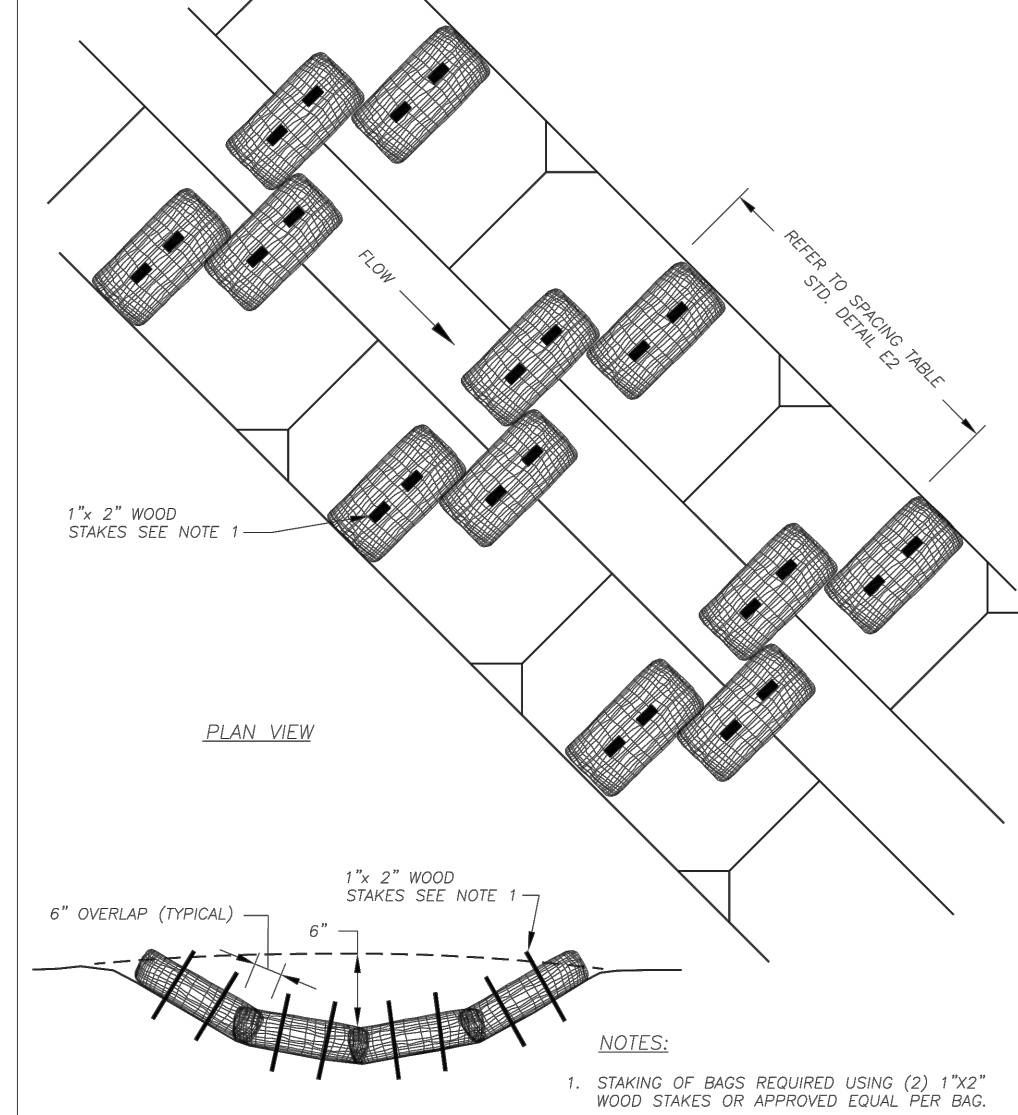 FLOW
REFER TO SPACING TABLE
STD. DETAIL E2
1"x 2" WOOD
STAKES SEE NOTE 1
PLAN VIEW
1"x 2" WOOD
STAKES SEE NOTE 1
6" OVERLAP (TYPICAL)
6"
NOTES:
1. STAKING OF BAGS REQUIRED USING (2) 1"X2"
WOOD STAKES OR APPROVED EQUAL PER BAG.